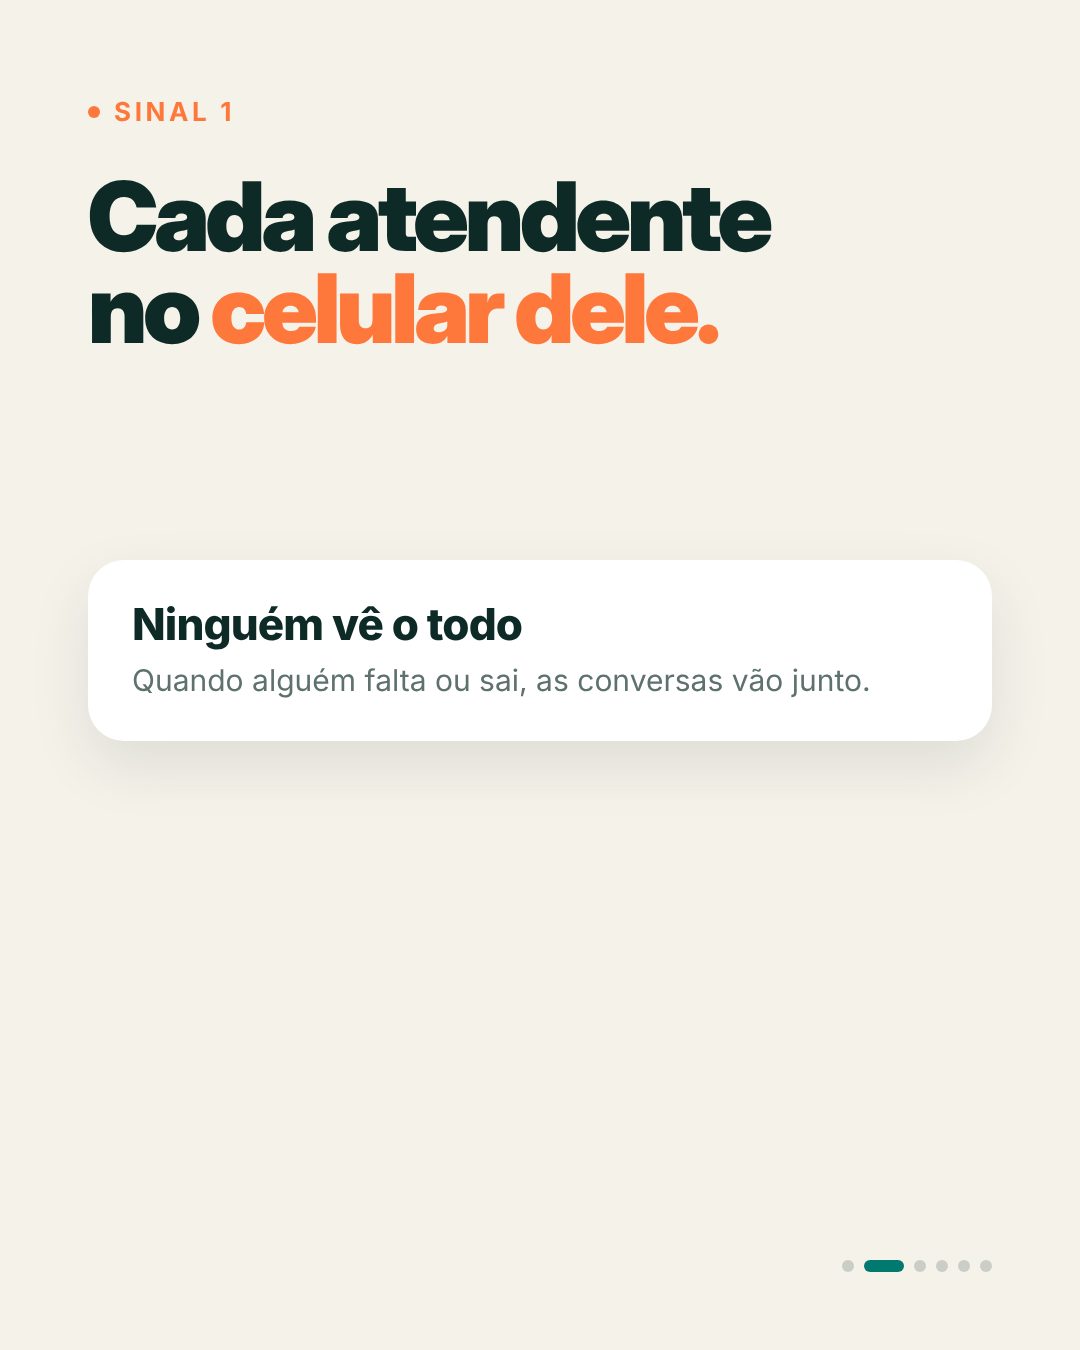 SINAL 1
Cada atendente
no celular dele.
Ninguém vê o todo
Quando alguém falta ou sai, as conversas vão junto.